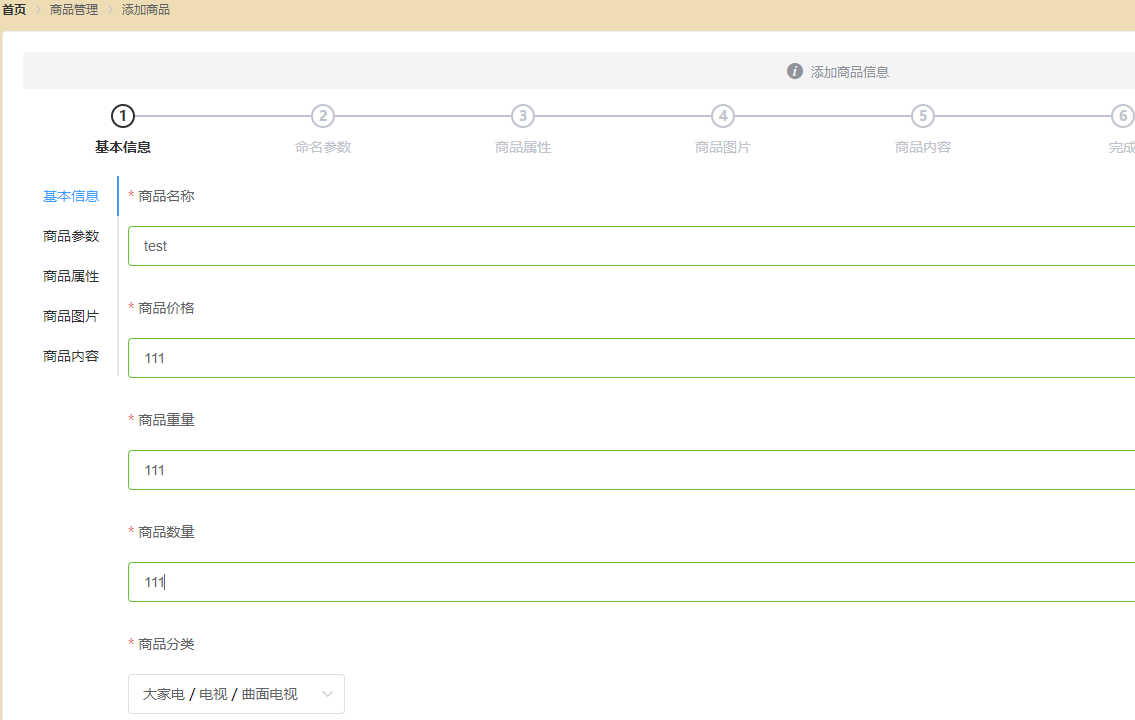 首页 商品管理 添加商品
添加商品信息
1 2 3 4 5 6
基本信息 命名参数 商品属性 商品图片 商品内容 完成
基本信息
商品参数
商品属性
商品图片
商品内容
* 商品名称
test
* 商品价格
111
* 商品重量
111
* 商品数量
111
* 商品分类
大家电 / 电视 / 曲面电视